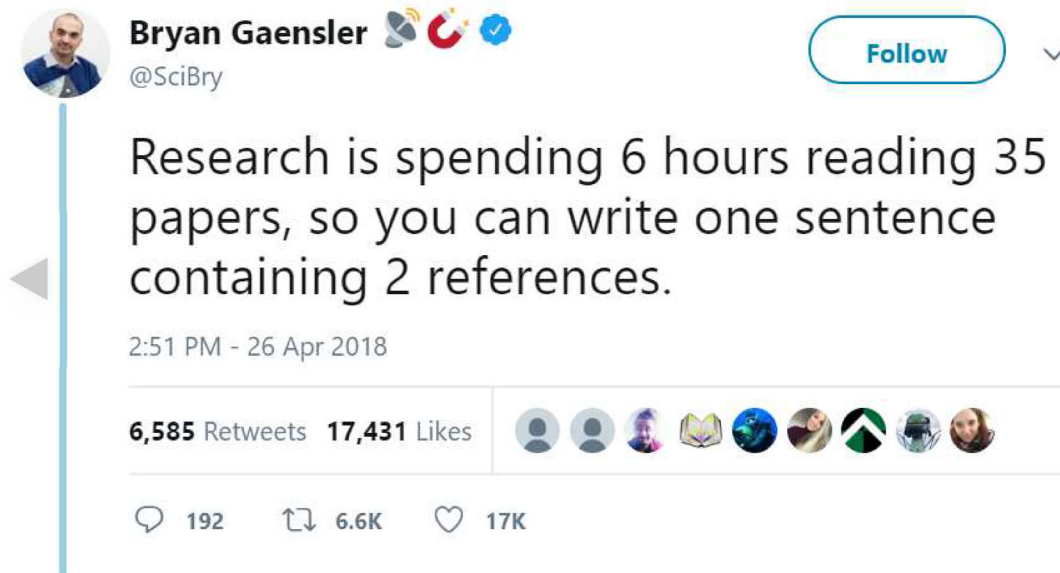 Bryan Gaensler
@SciBry
Follow
Research is spending 6 hours reading 35
papers, so you can write one sentence
containing 2 references.
2:51 PM - 26 Apr 2018
6,585 Retweets 17,431 Likes
192 6.6K 17K